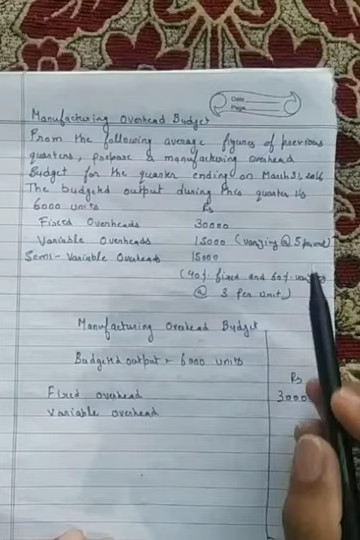 Date
Page
Manufacturing Overhead Budget
From the following average figures of previous
quarters, prepare a manufacturing overhead
Budget for the quarter ending on March 31, 2016
The budgeted output during this quarter is
6000 units Rs
Fixed Overheads 30000
Variable Overheads 15000 (varying @ 5 per unit)
Semi-Variable Overheads 15000
(40% fixed and 60% varying
@ 3 Per unit)
Manufacturing Overhead Budget
Budgeted output - 6000 units
Rs
Fixed overhead 3000
Variable overhead